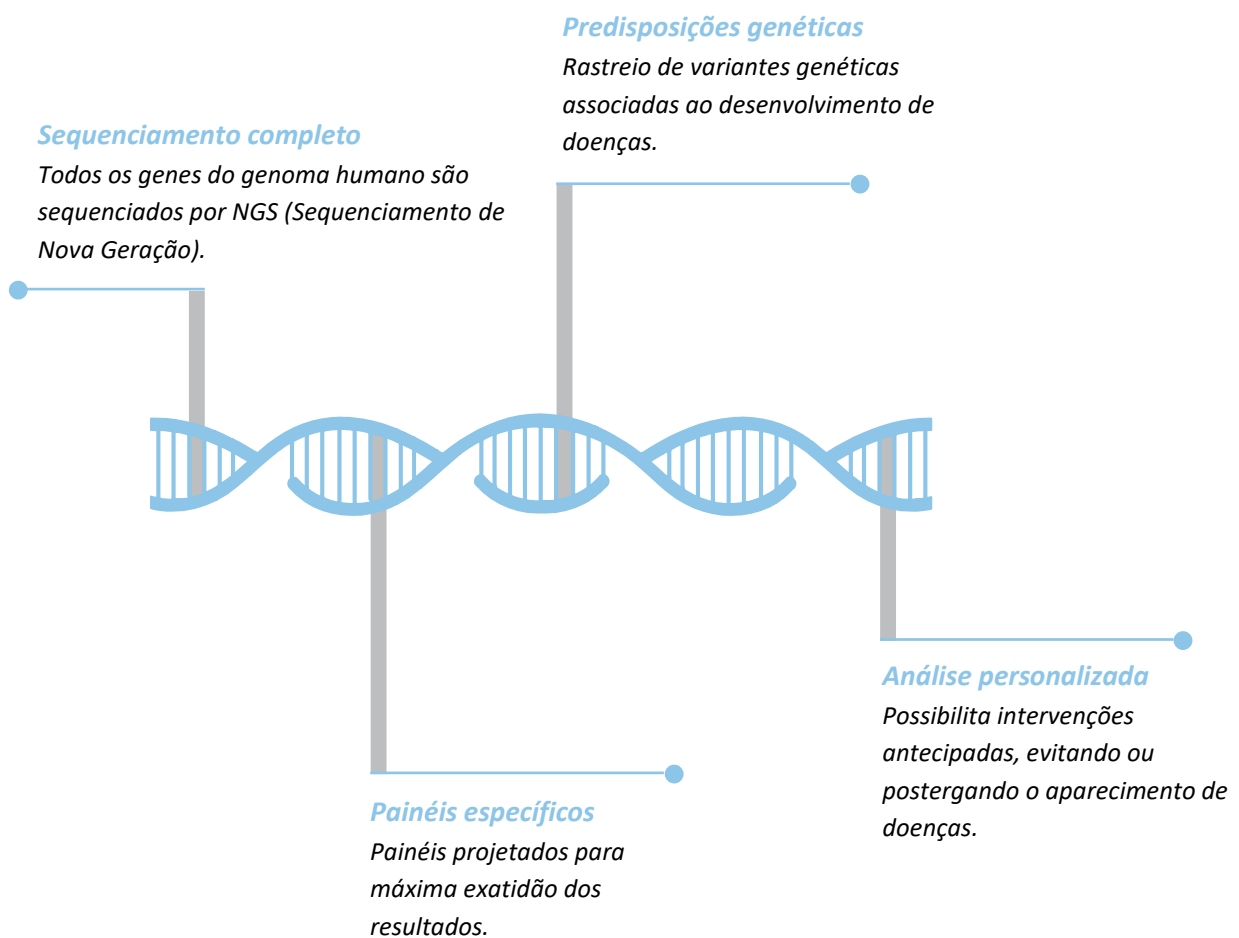 Predisposições genéticas
Rastreio de variantes genéticas
associadas ao desenvolvimento de
doenças.
Sequenciamento completo
Todos os genes do genoma humano são
sequenciados por NGS (Sequenciamento de
Nova Geração).
Análise personalizada
Possibilita intervenções
antecipadas, evitando ou
postergando o aparecimento de
doenças.
Painéis específicos
Painéis projetados para
máxima exatidão dos
resultados.